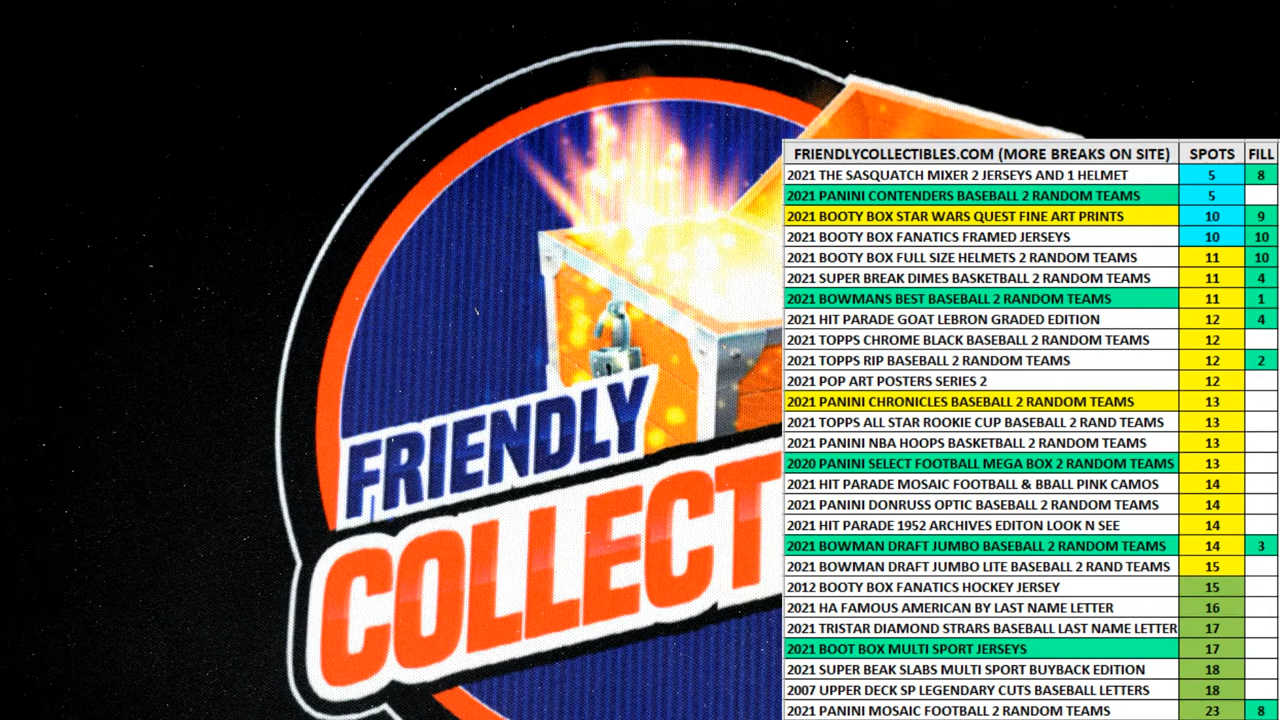 FRIENDLY
COLLECT
FRIENDLYCOLLECTIBLES.COM (MORE BREAKS ON SITE) SPOTS FILL
2021 THE SASQUATCH MIXER 2 JERSEYS AND 1 HELMET 5 8
2021 PANINI CONTENDERS BASEBALL 2 RANDOM TEAMS 5
2021 BOOTY BOX STAR WARS QUEST FINE ART PRINTS 10 9
2021 BOOTY BOX FANATICS FRAMED JERSEYS 10 10
2021 BOOTY BOX FULL SIZE HELMETS 2 RANDOM TEAMS 11 10
2021 SUPER BREAK DIMES BASKETBALL 2 RANDOM TEAMS 11 4
2021 BOWMANS BEST BASEBALL 2 RANDOM TEAMS 11 1
2021 HIT PARADE GOAT LEBRON GRADED EDITION 12 4
2021 TOPPS CHROME BLACK BASEBALL 2 RANDOM TEAMS 12
2021 TOPPS RIP BASEBALL 2 RANDOM TEAMS 12 2
2021 POP ART POSTERS SERIES 2 12
2021 PANINI CHRONICLES BASEBALL 2 RANDOM TEAMS 13
2021 TOPPS ALL STAR ROOKIE CUP BASEBALL 2 RAND TEAMS 13
2021 PANINI NBA HOOPS BASKETBALL 2 RANDOM TEAMS 13
2020 PANINI SELECT FOOTBALL MEGA BOX 2 RANDOM TEAMS 13
2021 HIT PARADE MOSAIC FOOTBALL & BBALL PINK CAMOS 14
2021 PANINI DONRUSS OPTIC BASEBALL 2 RANDOM TEAMS 14
2021 HIT PARADE 1952 ARCHIVES EDITON LOOK N SEE 14
2021 BOWMAN DRAFT JUMBO BASEBALL 2 RANDOM TEAMS 14 3
2021 BOWMAN DRAFT JUMBO LITE BASEBALL 2 RAND TEAMS 15
2012 BOOTY BOX FANATICS HOCKEY JERSEY 15
2021 HA FAMOUS AMERICAN BY LAST NAME LETTER 16
2021 TRISTAR DIAMOND STRARS BASEBALL LAST NAME LETTER 17
2021 BOOT BOX MULTI SPORT JERSEYS 17
2021 SUPER BEAK SLABS MULTI SPORT BUYBACK EDITION 18
2007 UPPER DECK SP LEGENDARY CUTS BASEBALL LETTERS 18
2021 PANINI MOSAIC FOOTBALL 2 RANDOM TEAMS 23 8